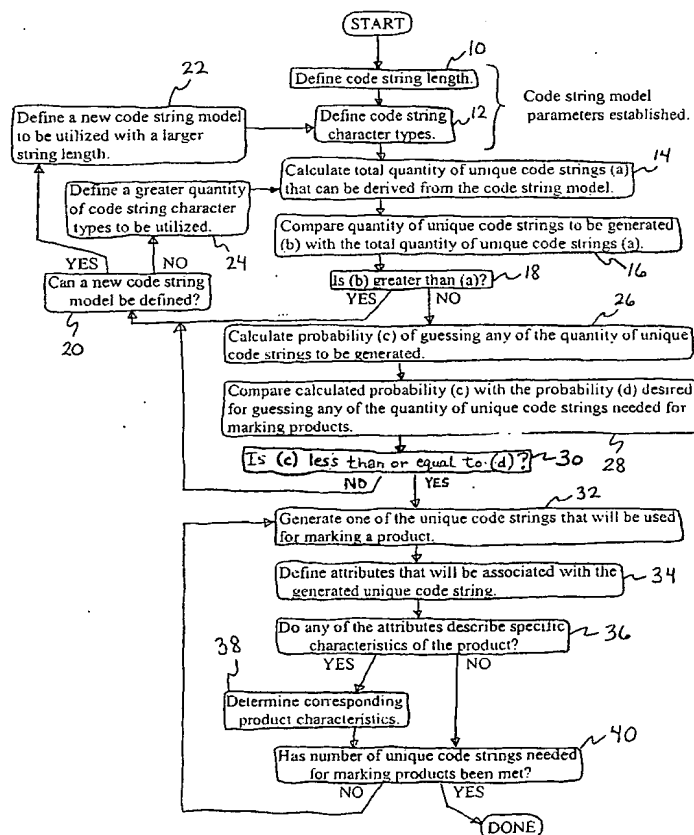 START
10
Define code string length.
22
Define a new code string model
to be utilized with a larger
string length.
Define code string
character types.
12
Code string model
parameters established.
Calculate total quantity of unique code strings (a)
that can be derived from the code string model.
14
Define a greater quantity
of code string character
types to be utilized.
24
Compare quantity of unique code strings to be generated
(b) with the total quantity of unique code strings (a).
16
YES
NO
Can a new code string
model be defined?
20
Is (b) greater than (a)?
18
YES
NO
26
Calculate probability (c) of guessing any of the quantity of unique
code strings to be generated.
Compare calculated probability (c) with the probability (d) desired
for guessing any of the quantity of unique code strings needed for
marking products.
28
Is (c) less than or equal to (d)?
30
NO
YES
32
Generate one of the unique code strings that will be used
for marking a product.
Define attributes that will be associated with the
generated unique code string.
34
Do any of the attributes describe specific
characteristics of the product?
36
YES
NO
38
Determine corresponding
product characteristics.
Has number of unique code strings needed
for marking products been met?
40
NO
YES
DONE